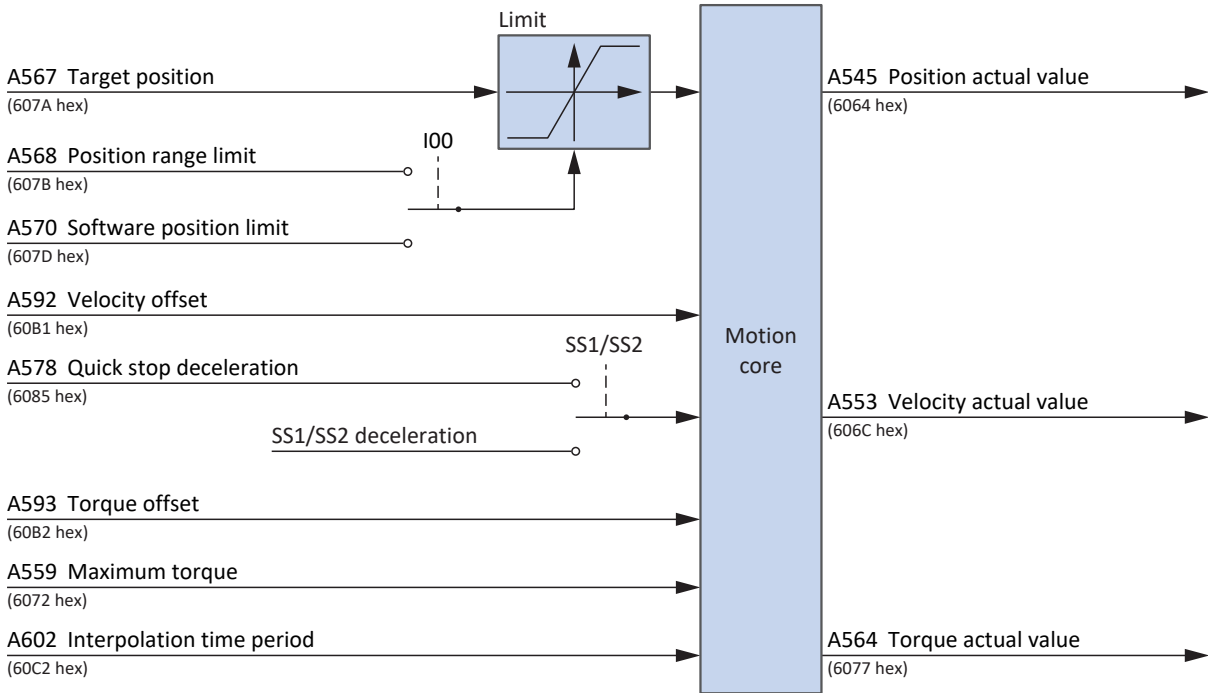 Limit
A567 Target position
(607A hex)
A545 Position actual value
(6064 hex)
I00
A568 Position range limit
(607B hex)
A570 Software position limit
(607D hex)
A592 Velocity offset
(60B1 hex)
Motion
core
SS1/SS2
A578 Quick stop deceleration
(6085 hex)
A553 Velocity actual value
(606C hex)
SS1/SS2 deceleration
A593 Torque offset
(60B2 hex)
A559 Maximum torque
(6072 hex)
A602 Interpolation time period
(60C2 hex)
A564 Torque actual value
(6077 hex)